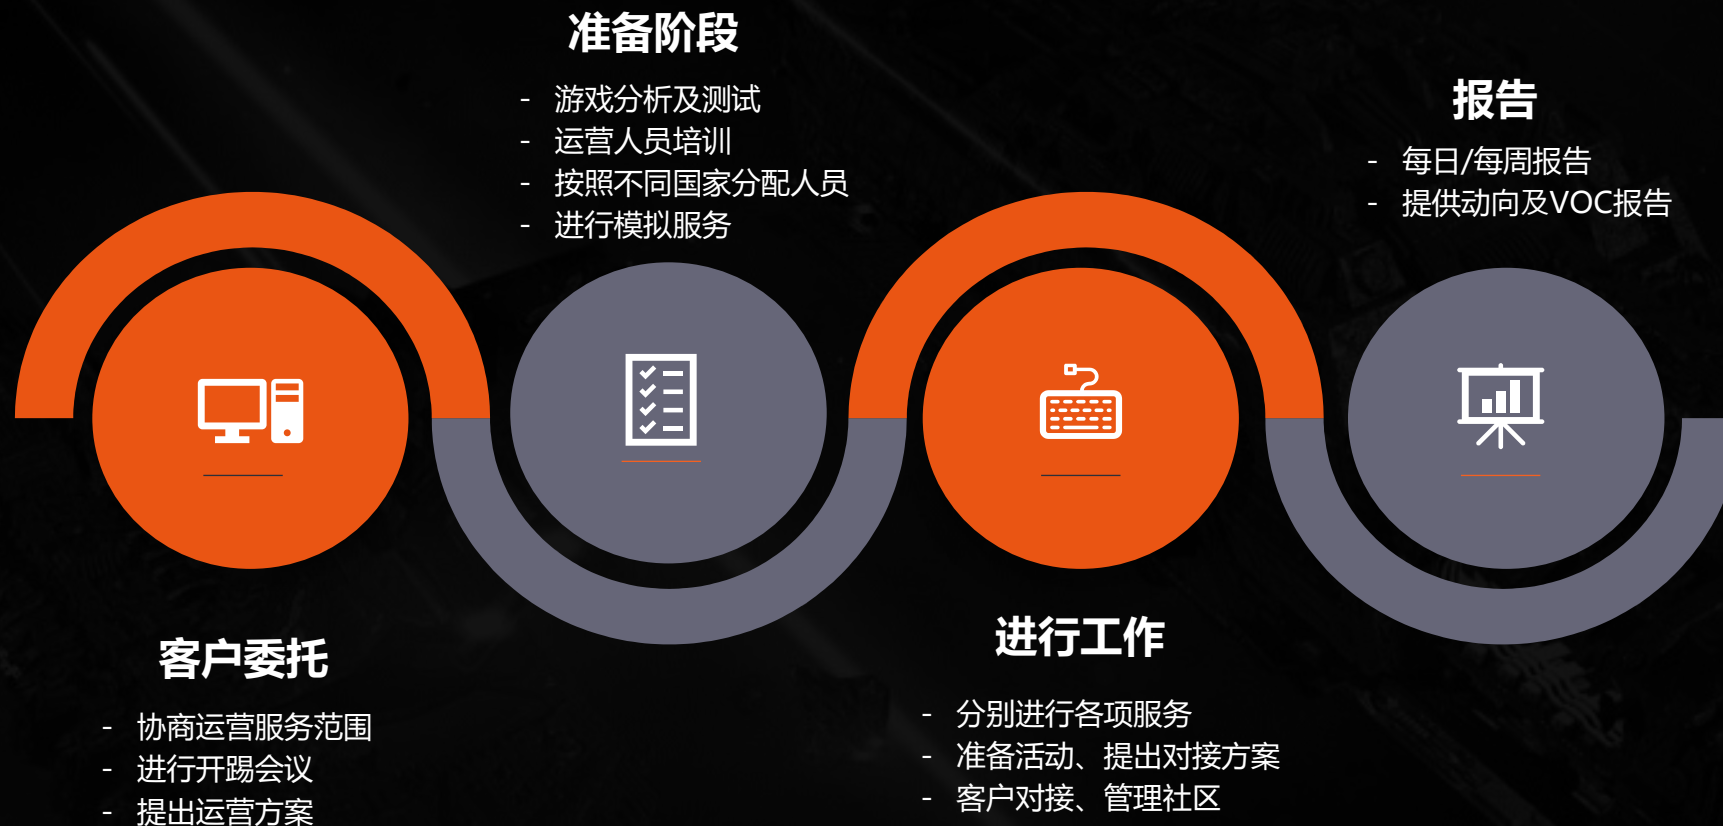 客户委托
- 协商运营服务范围
- 进行开踢会议
- 提出运营方案
准备阶段
- 游戏分析及测试
- 运营人员培训
- 按照不同国家分配人员
- 进行模拟服务
进行工作
- 分别进行各项服务
- 准备活动、提出对接方案
- 客户对接、管理社区
报告
- 每日/每周报告
- 提供动向及VOC报告